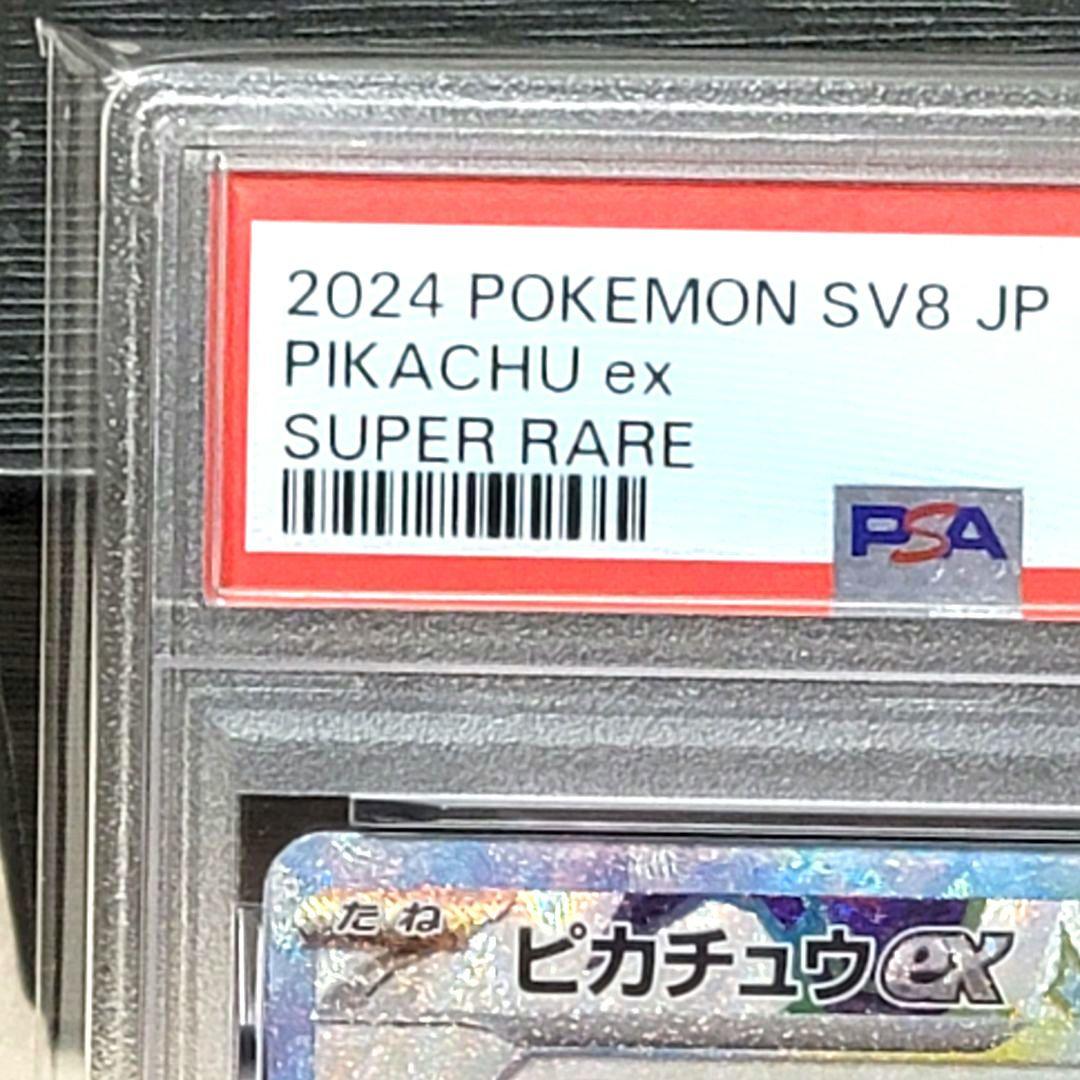 2024 POKEMON SV8 JP
PIKACHU ex
SUPER RARE
PSA
たね
ピカチュウex